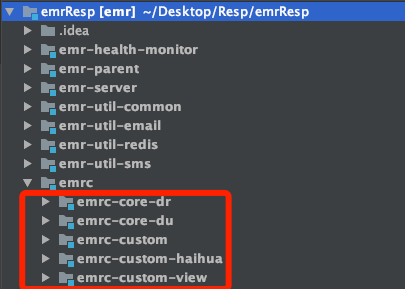 emrResp [emr] ~/Desktop/Resp/emrResp
.idea
emr-health-monitor
emr-parent
emr-server
emr-util-common
emr-util-email
emr-util-redis
emr-util-sms
emrc
emrc-core-dr
emrc-core-du
emrc-custom
emrc-custom-haihua
emrc-custom-view